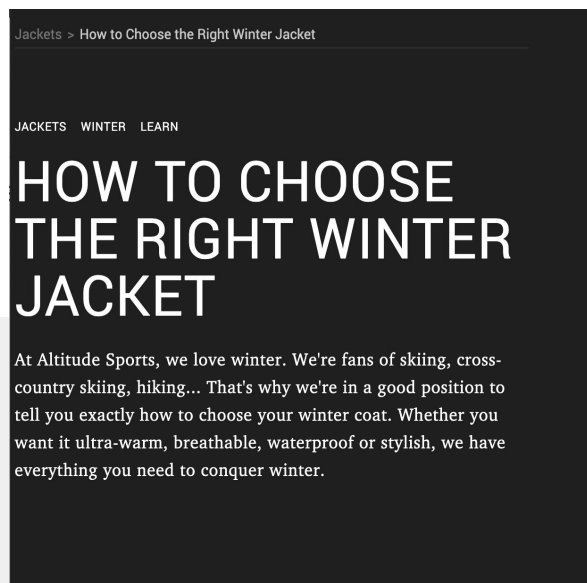 Jackets > How to Choose the Right Winter Jacket
JACKETS WINTER LEARN
HOW TO CHOOSE
THE RIGHT WINTER
JACKET
At Altitude Sports, we love winter. We're fans of skiing, cross-
country skiing, hiking... That's why we're in a good position to
tell you exactly how to choose your winter coat. Whether you
want it ultra-warm, breathable, waterproof or stylish, we have
everything you need to conquer winter.